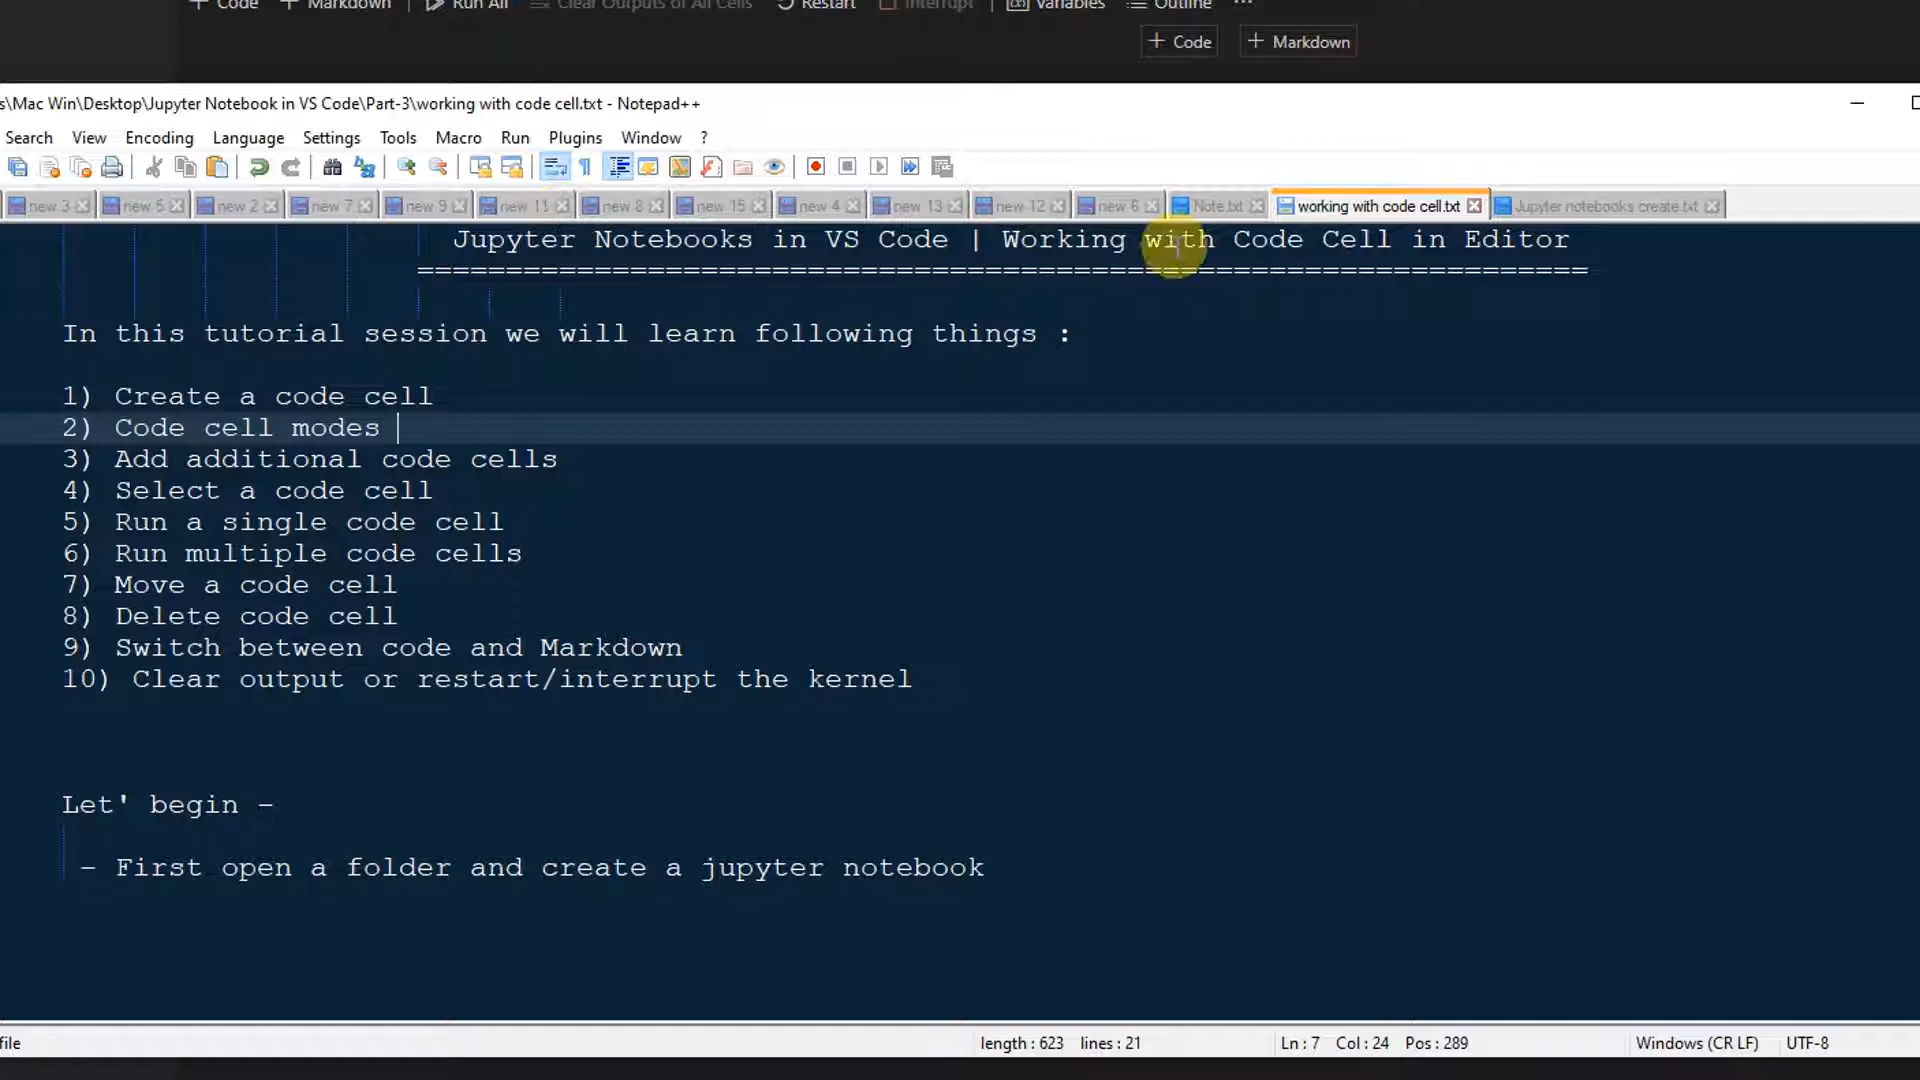 Code Markdown Run All Clear Outputs of All Cells Restart Interrupt Variables Outline ...
Code Markdown
s\Mac Win\Desktop\Jupyter Notebook in VS Code\Part-3\working with code cell.txt - Notepad++
Search View Encoding Language Settings Tools Macro Run Plugins Window ?
new 3 new 5 new 2 new 7 new 9 new 11 new 8 new 15 new 4 new 13 new 12 new 6 Note.txt working with code cell.txt Jupyter notebooks create.txt
Jupyter Notebooks in VS Code | Working with Code Cell in Editor
==================================================================
In this tutorial session we will learn following things :
1) Create a code cell
2) Code cell modes
3) Add additional code cells
4) Select a code cell
5) Run a single code cell
6) Run multiple code cells
7) Move a code cell
8) Delete code cell
9) Switch between code and Markdown
10) Clear output or restart/interrupt the kernel
Let' begin -
- First open a folder and create a jupyter notebook
file length : 623 lines : 21 Ln : 7 Col : 24 Pos : 289 Windows (CR LF) UTF-8